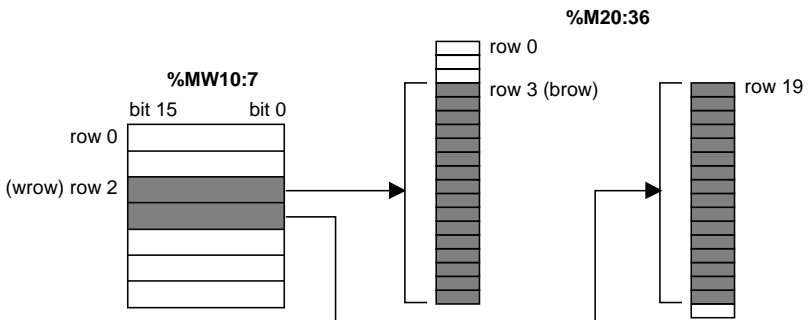 %M20:36
row 0
%MW10:7
row 3 (brow)
row 19
bit 15 bit 0
row 0
(wrow) row 2